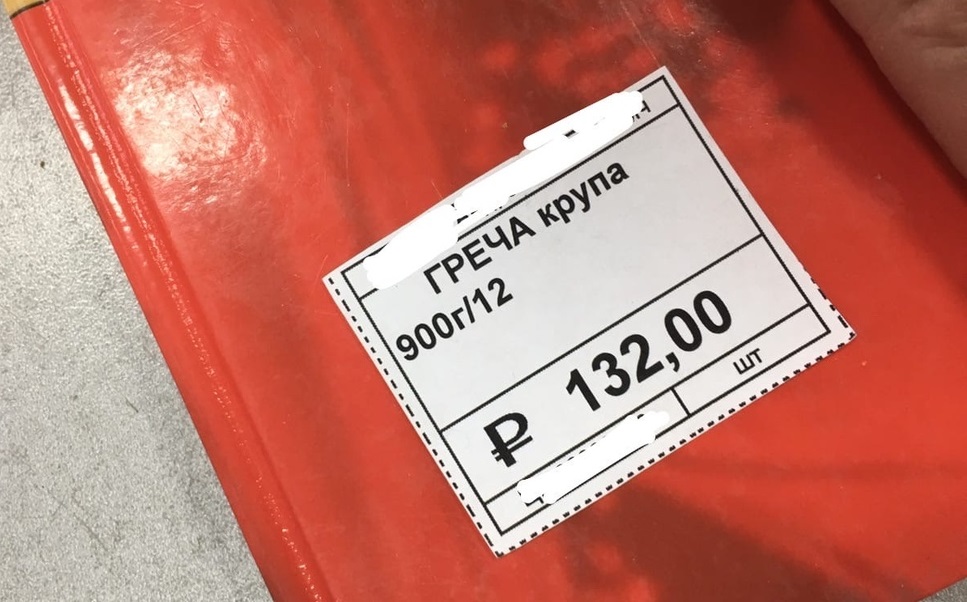 ГРЕЧА крупа
900г/12
₽ 132,00
шт